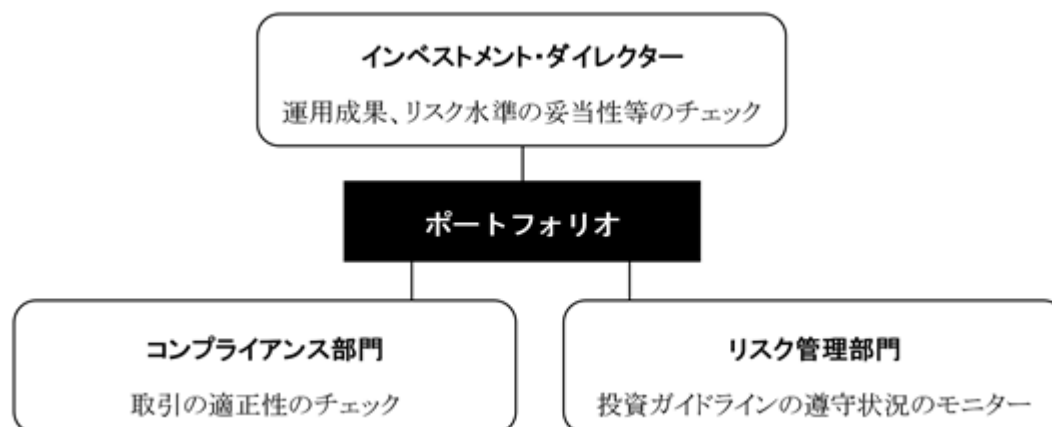 インベストメント・ダイレクター
運用成果、リスク水準の妥当性等のチェック
ポートフォリオ
コンプライアンス部門
取引の適正性のチェック
リスク管理部門
投資ガイドラインの遵守状況のモニター